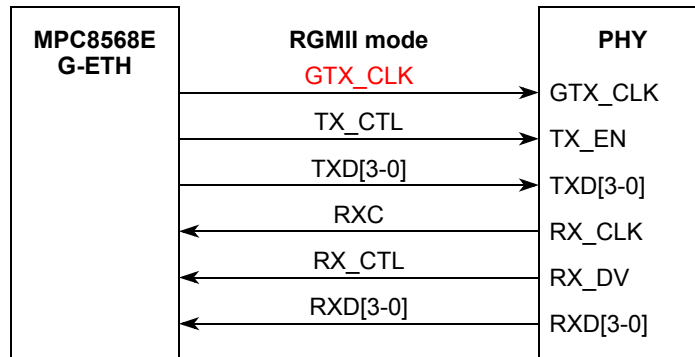 MPC8568E
G-ETH
RGMII mode
PHY
GTX_CLK
GTX_CLK
TX_CTL
TX_EN
TXD[3-0]
TXD[3-0]
RXC
RX_CLK
RX_CTL
RX_DV
RXD[3-0]
RXD[3-0]